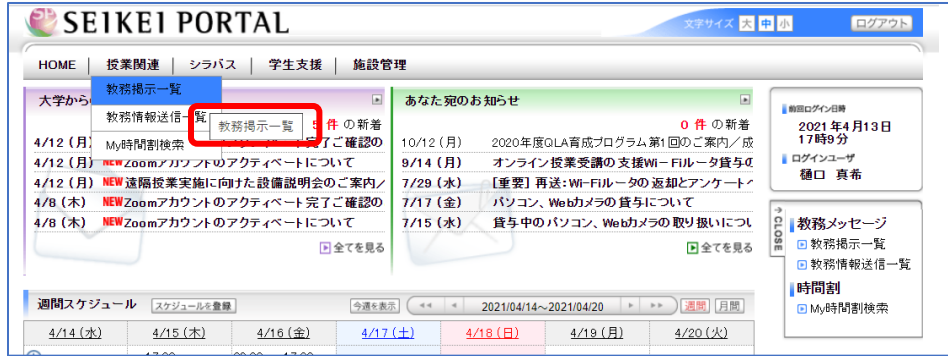 SEIKEI PORTAL
文字サイズ 大 中 小
ログアウト
HOME 授業関連 シラバス 学生支援 施設管理
教務掲示一覧
教務情報送信一覧
My時間割検索
教務掲示一覧
大学から
件 の新着
4/12 (月) 了ご確認の
4/12 (月) NEW Zoomアカウントのアクティベートについて
4/12 (月) NEW 遠隔授業実施に向けた設備説明会のご案内/
4/8 (木) NEW Zoomアカウントのアクティベート完了ご確認の
4/8 (木) NEW Zoomアカウントのアクティベートについて
全てを見る
あなた宛のお知らせ
0 件 の新着
10/12 (月) 2020年度QLA育成プログラム第1回のご案内/成
9/14 (月) オンライン授業受講の支援Wi-Fiルータ貸与の
7/29 (水) [重要] 再送:Wi-Fiルータの返却とアンケートへ
7/17 (金) パソコン、Webカメラの貸与について
7/15 (水) 貸与中のパソコン、Webカメラの取り扱いについ
全てを見る
前回ログイン日時
2021年4月13日
17時9分
ログインユーザ
樋口 真希
CLOSE
教務メッセージ
教務掲示一覧
教務情報送信一覧
時間割
My時間割検索
週間スケジュール スケジュールを登録 今週を表示 2021/04/14～2021/04/20 週間 月間
4/14 (水) 4/15 (木) 4/16 (金) 4/17 (土) 4/18 (日) 4/19 (月) 4/20 (火)